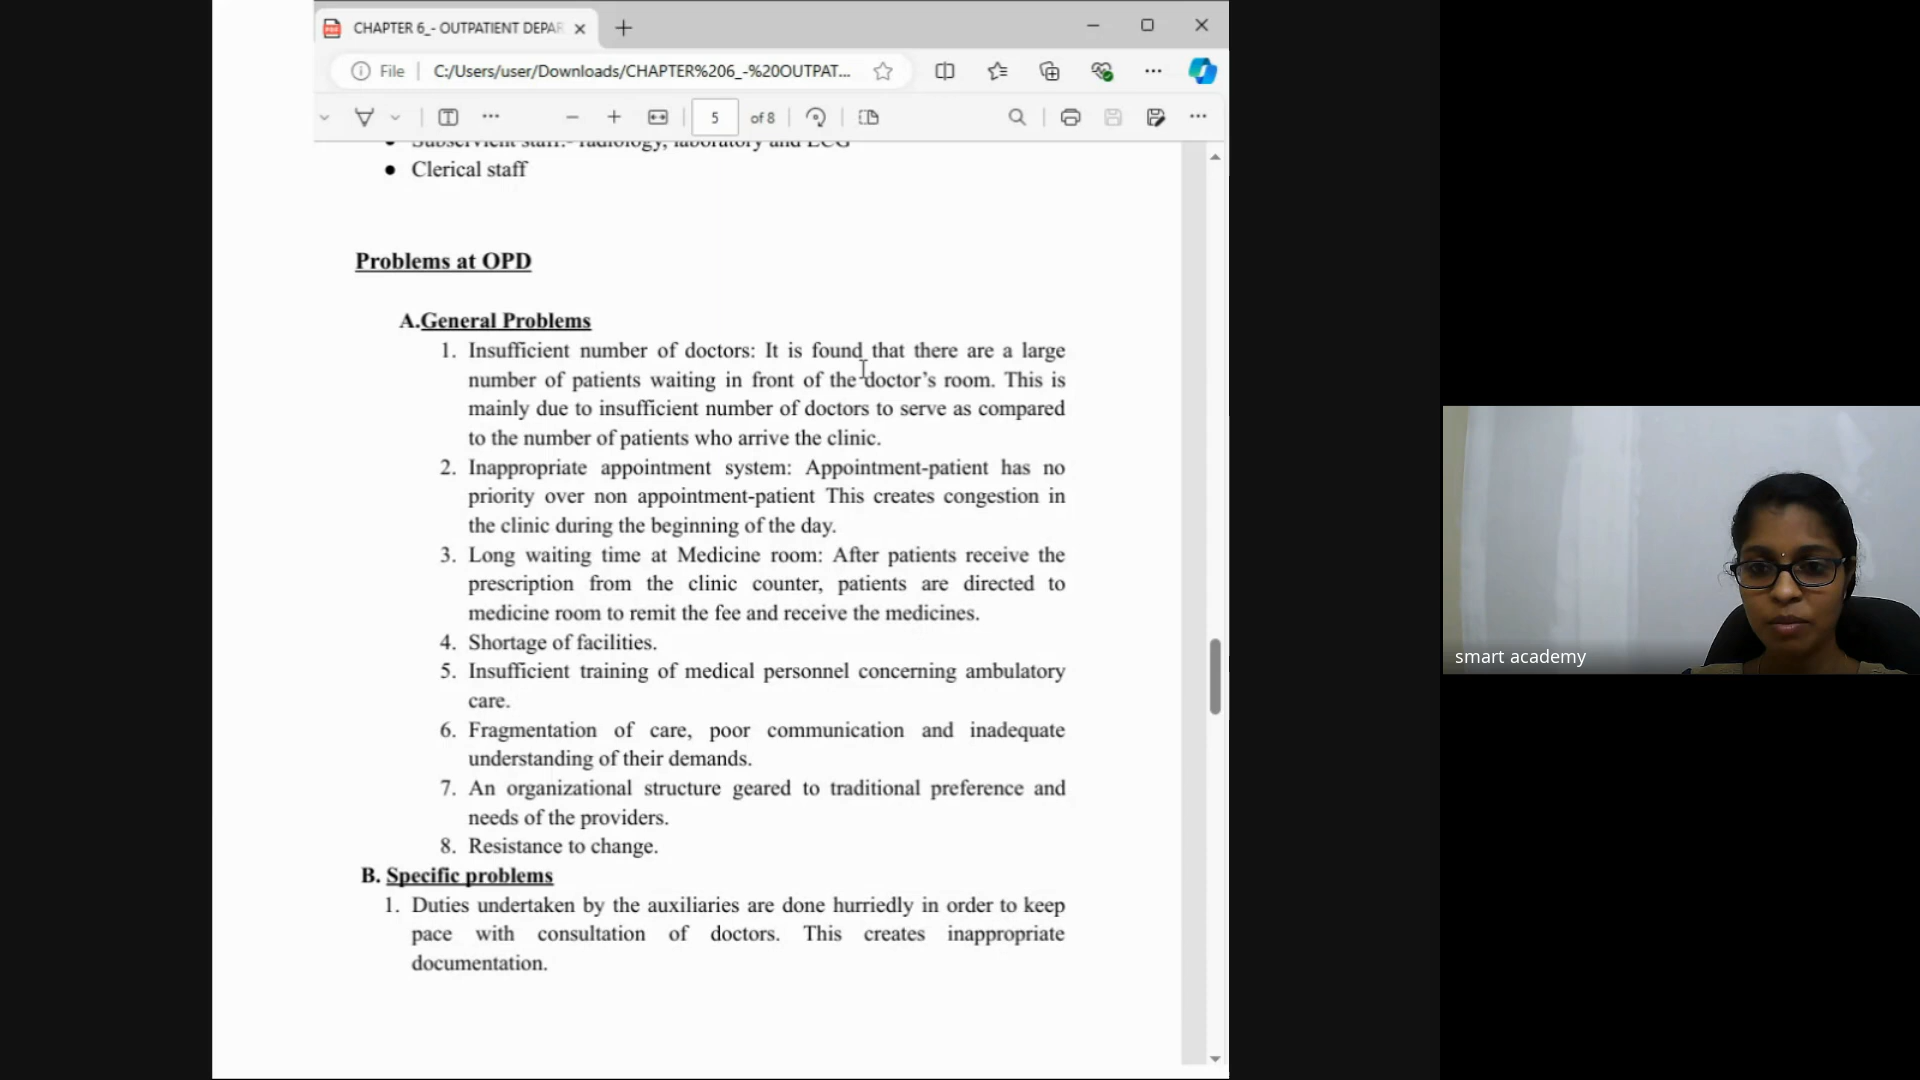 CHAPTER 6_- OUTPATIENT DEPAR
File C:/Users/user/Downloads/CHAPTER%206_-%20OUTPAT...
5 of 8
● Subservient staff:- radiology, laboratory and ECG
● Clerical staff
Problems at OPD
A.General Problems
1. Insufficient number of doctors: It is found that there are a large
number of patients waiting in front of the doctor’s room. This is
mainly due to insufficient number of doctors to serve as compared
to the number of patients who arrive the clinic.
2. Inappropriate appointment system: Appointment-patient has no
priority over non appointment-patient This creates congestion in
the clinic during the beginning of the day.
3. Long waiting time at Medicine room: After patients receive the
prescription from the clinic counter, patients are directed to
medicine room to remit the fee and receive the medicines.
4. Shortage of facilities.
5. Insufficient training of medical personnel concerning ambulatory
care.
6. Fragmentation of care, poor communication and inadequate
understanding of their demands.
7. An organizational structure geared to traditional preference and
needs of the providers.
8. Resistance to change.
B. Specific problems
1. Duties undertaken by the auxiliaries are done hurriedly in order to keep
pace with consultation of doctors. This creates inappropriate
documentation.
smart academy